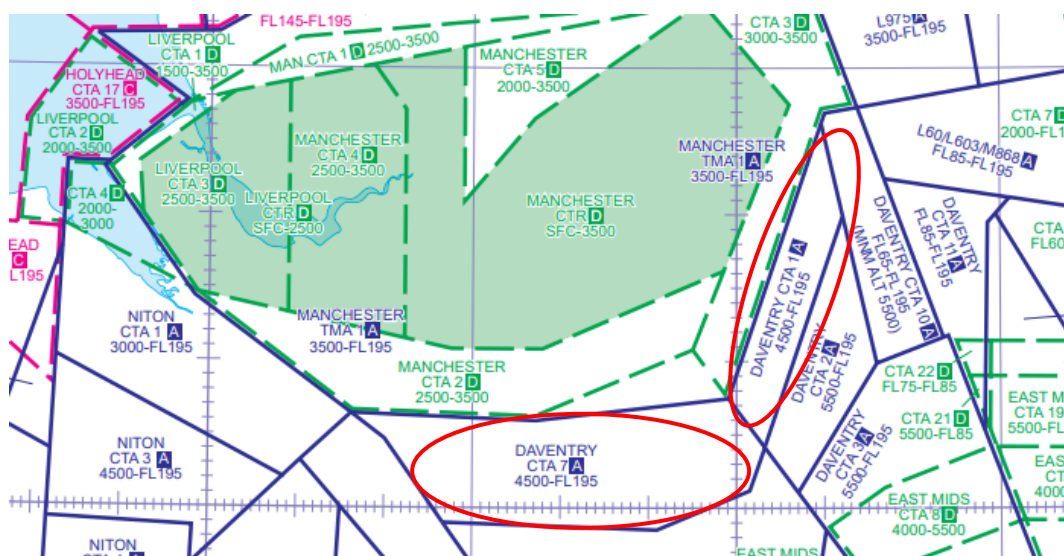 FL145-FL195
LIVERPOOL
CTA 1 D
1500-3500
MAN.CTA 1 D 2500-3500
MANCHESTER
CTA 5 D
2000-3500
CTA 3 D
3000-3500
L975 A
3500-FL195
HOLYHEAD
CTA 17 C
3500-FL195
LIVERPOOL
CTA 2 D
2000-3500
CTA 4 D
2000-
3000
LIVERPOOL
CTA 3 D
2500-3500
MANCHESTER
CTA 4 D
2500-3500
LIVERPOOL
CTR D
SFC-2500
MANCHESTER
CTR D
SFC-3500
MANCHESTER
TMA 1 A
3500-FL195
CTA 7 D
2000-FL1
L60/L603/M868 A
FL85-FL195
EAD
C
L195
NITON
CTA 1 A
3000-FL195
MANCHESTER
TMA 1 A
3500-FL195
MANCHESTER
CTA 2 D
2500-3500
DAVENTRY CTA 1 A
4500-FL195
DAVENTRY
CTA 2 A
5500-FL195
DAVENTRY CTA 10 A
FL65-FL195
(MNM ALT 5500)
DAVENTRY
CTA 11 A
FL85-FL195
CTA
FL60
CTA 22 D
FL75-FL85
CTA 21 D
5500-FL85
EAST M
CTA 19
5500-FL
NITON
CTA 3 A
4500-FL195
DAVENTRY
CTA 7 A
4500-FL195
DAVENTRY
CTA 3 A
5500-FL195
EAS
CT
4000
EAST MIDS
CTA 8 D
4000-5500
NITON
EAST MIDS